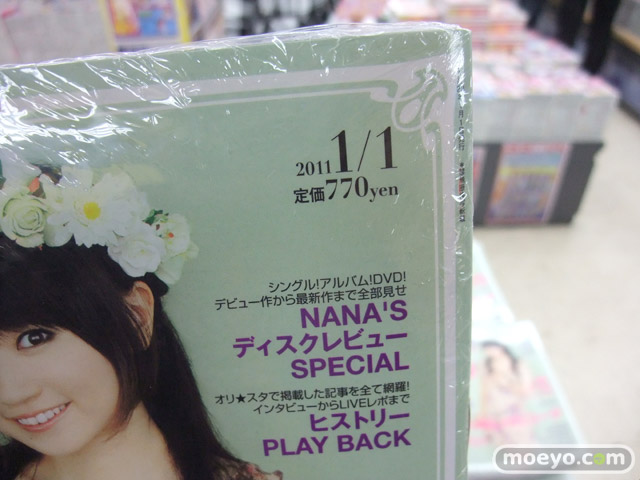 2011 1/1
定価770yen
シングル!アルバム!DVD!
デビュー作から最新作まで全部見せ
NANA'S
ディスクレビュー
SPECIAL
オリ★スタで掲載した記事を全て網羅!
インタビューからLIVEレポまで
ヒストリー
PLAY BACK
moeyo.com